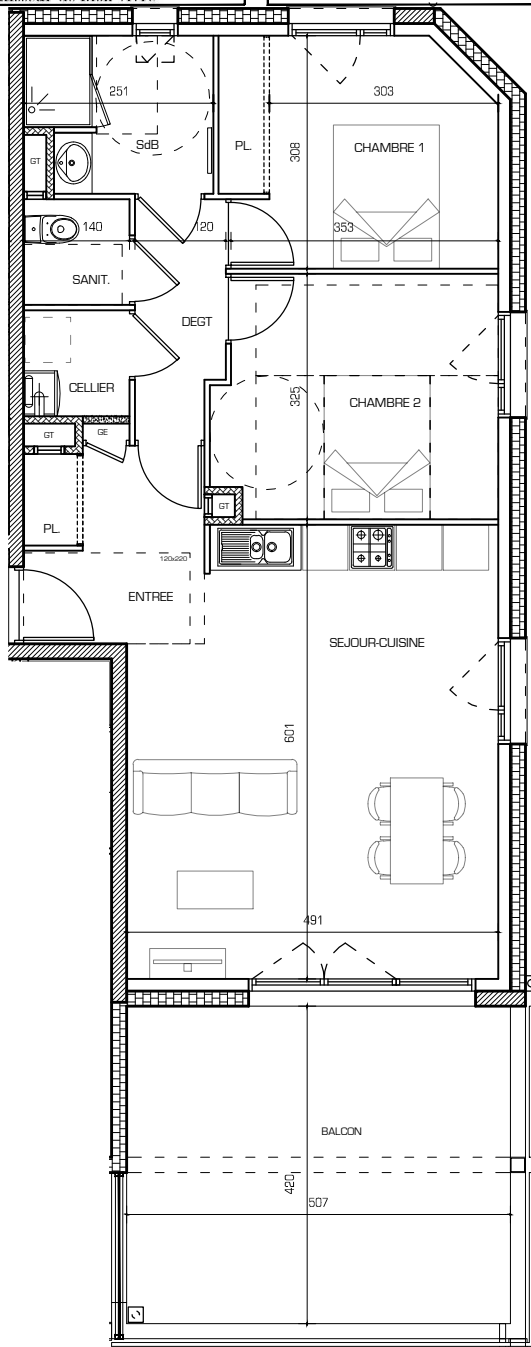 251
303
SdB
PL.
308
CHAMBRE 1
GT
140
120
353
SANIT.
DEGT
CELLIER
325
CHAMBRE 2
GT
GE
GT
PL.
120x220
ENTREE
SEJOUR-CUISINE
601
491
BALCON
420
507